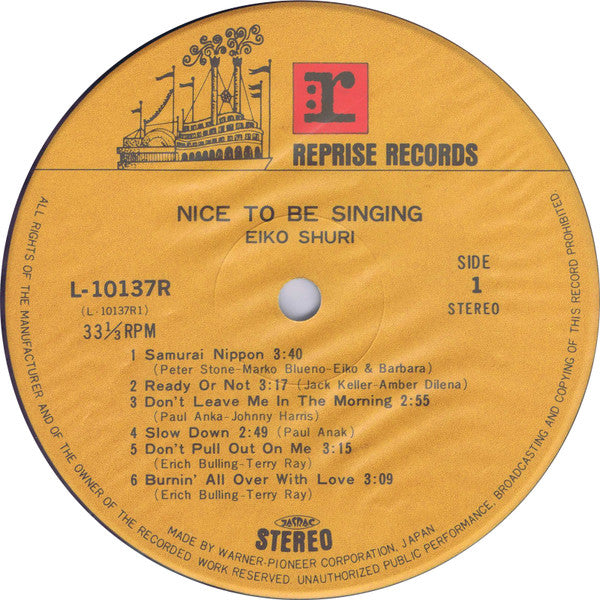 r
REPRISE RECORDS
NICE TO BE SINGING
EIKO SHURI
L-10137R
(L-10137R1)
33⅓RPM
SIDE
1
STEREO
1 Samurai Nippon 3:40
(Peter Stone-Marko Blueno-Eiko & Barbara)
2 Ready Or Not 3:17 (Jack Keller-Amber Dilena)
3 Don't Leave Me In The Morning 2:55
(Paul Anka-Johnny Harris)
4 Slow Down 2:49 (Paul Anak)
5 Don't Pull Out On Me 3:15
(Erich Bulling-Terry Ray)
6 Burnin' All Over With Love 3:09
(Erich Bulling-Terry Ray)
JASRAC
STEREO
MADE BY WARNER-PIONEER CORPORATION, JAPAN
ALL RIGHTS OF THE MANUFACTURER AND OF THE OWNER OF THE RECORDED WORK RESERVED. UNAUTHORIZED PUBLIC PERFORMANCE, BROADCASTING AND COPYING OF THIS RECORD PROHIBITED